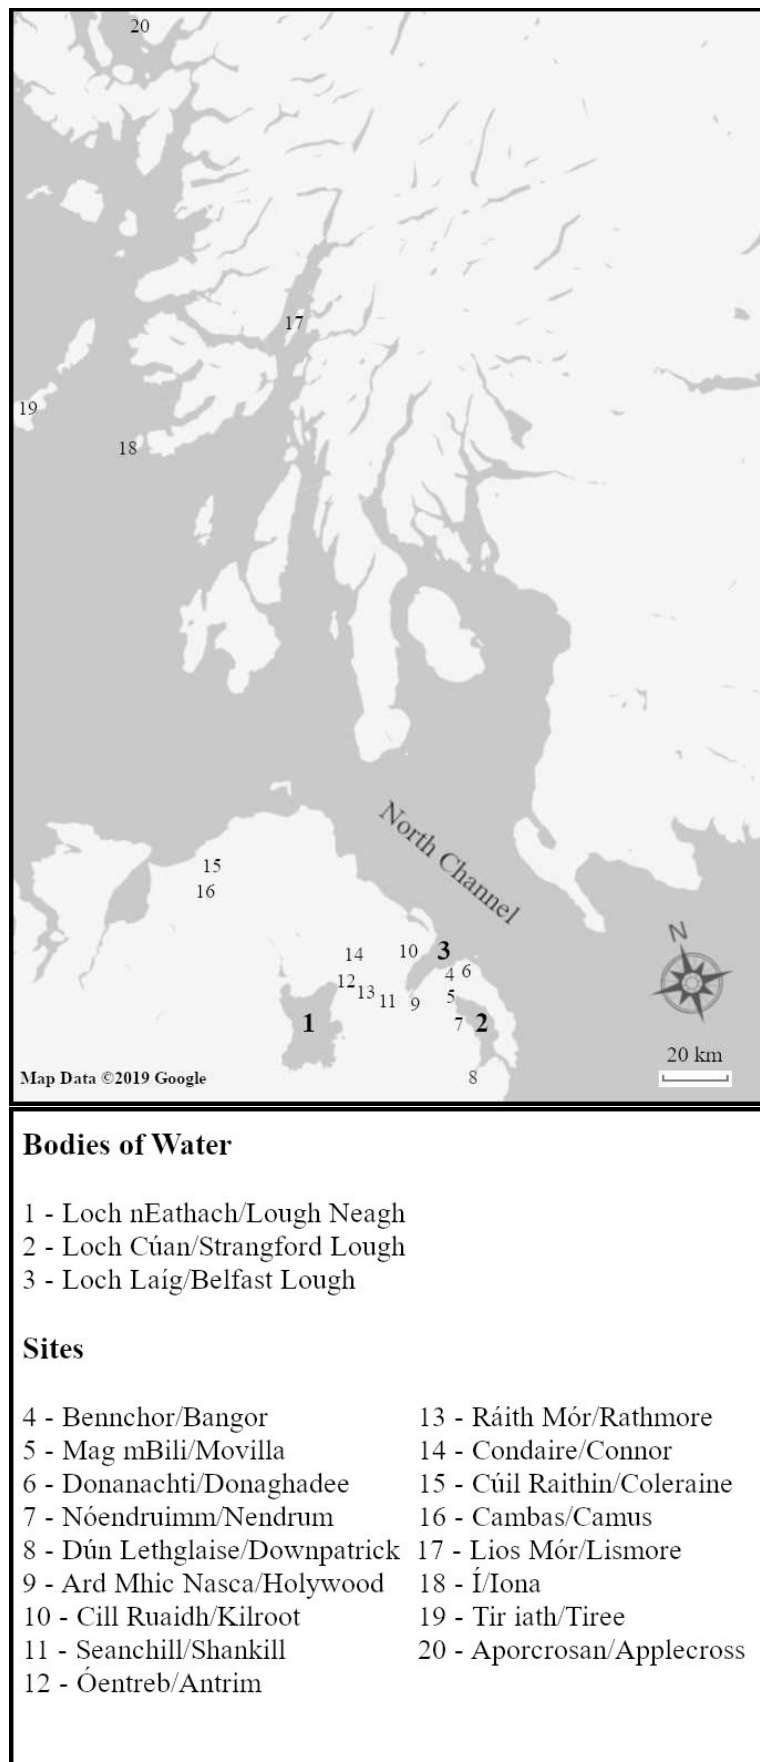 20
17
19
18
North Channel
15
16
14
10
3
N
12
13
11
9
4
6
5
1
7
2
8
20 km
Map Data ©2019 Google
Bodies of Water
1 - Loch nEathach/Lough Neagh
2 - Loch Cúan/Strangford Lough
3 - Loch Laíg/Belfast Lough
Sites
4 - Bennchor/Bangor
5 - Mag mBili/Movilla
6 - Donanachti/Donaghadee
7 - Nóendruimm/Nendrum
8 - Dún Lethglaise/Downpatrick
9 - Ard Mhic Nasca/Holywood
10 - Cill Ruaidh/Kilroot
11 - Seanchill/Shankill
12 - Óentreb/Antrim
13 - Ráith Mór/Rathmore
14 - Condaire/Connor
15 - Cúil Raithin/Coleraine
16 - Cambas/Camus
17 - Lios Mór/Lismore
18 - Í/Iona
19 - Tir iath/Tiree
20 - Aporcrosan/Applecross